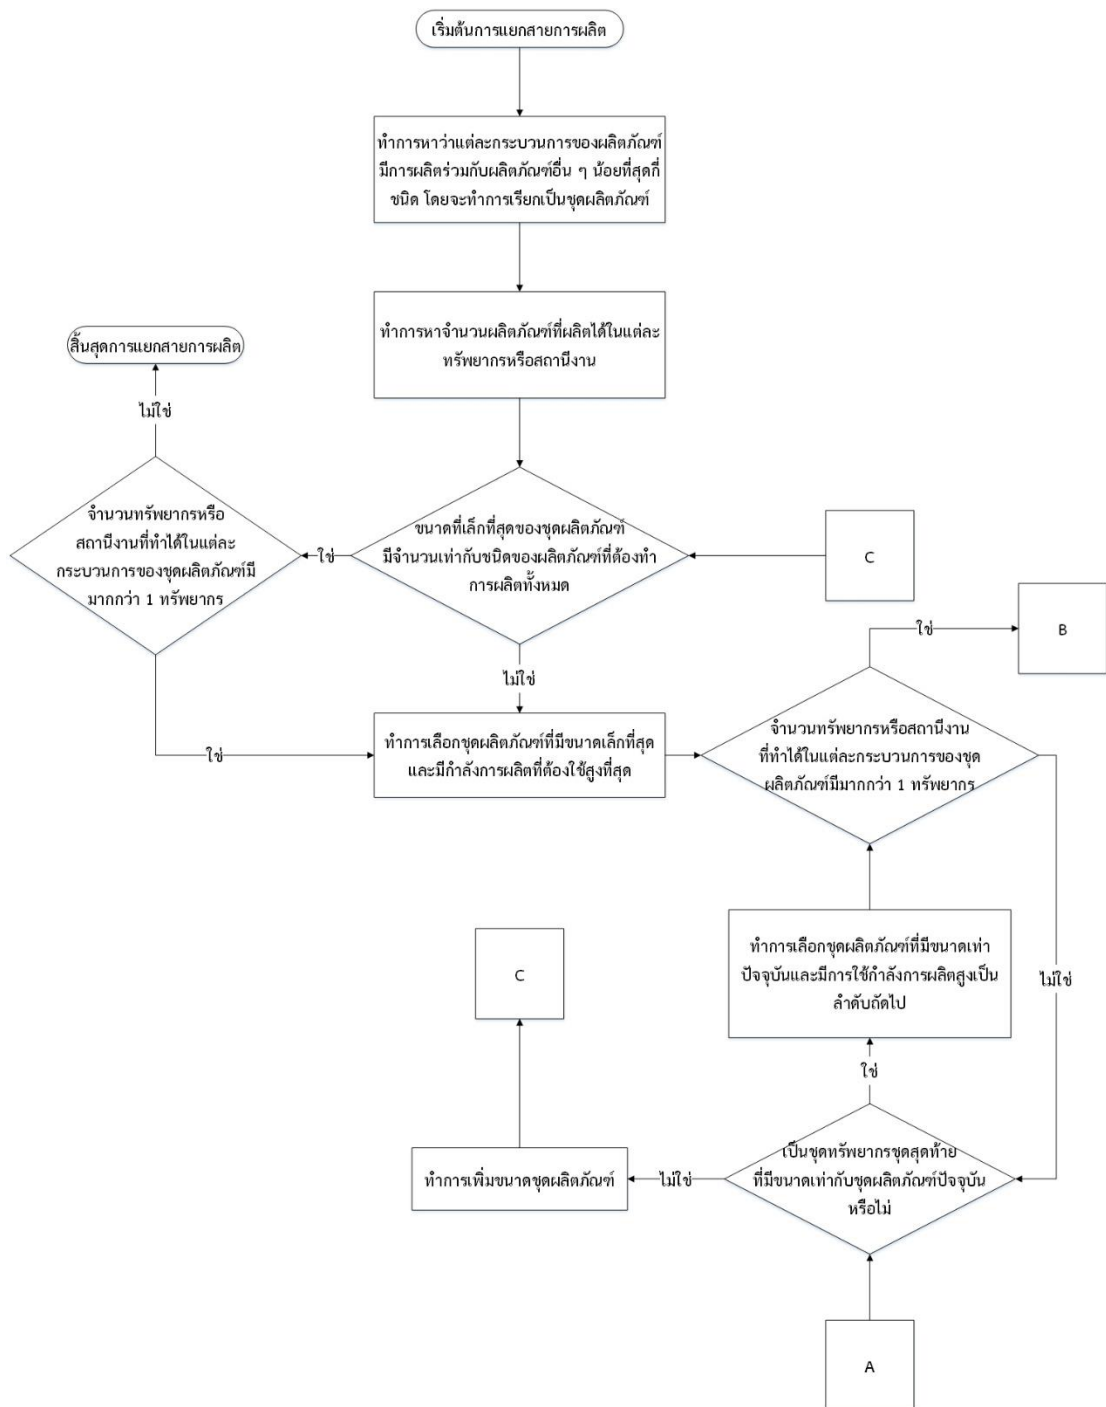 เริ่มต้นการแยกสายการผลิต
ทำการหาว่าแต่ละกระบวนการของผลิตภัณฑ์
มีการผลิตร่วมกับผลิตภัณฑ์อื่น ๆ น้อยที่สุดกี่
ชนิด โดยจะทำการเรียกเป็นชุดผลิตภัณฑ์
ทำการหาจำนวนผลิตภัณฑ์ที่ผลิตได้ในแต่ละ
ทรัพยากรหรือสถานีงาน
สิ้นสุดการแยกสายการผลิต
ไม่ใช่
จำนวนทรัพยากรหรือ
สถานีงานที่ทำได้ในแต่ละ
กระบวนการของชุดผลิตภัณฑ์มี
มากกว่า 1 ทรัพยากร
ใช่
ขนาดที่เล็กที่สุดของชุดผลิตภัณฑ์
มีจำนวนเท่ากับชนิดของผลิตภัณฑ์ที่ต้องทำ
การผลิตทั้งหมด
C
ไม่ใช่
ใช่
B
ใช่
ทำการเลือกชุดผลิตภัณฑ์ที่มีขนาดเล็กที่สุด
และมีกำลังการผลิตที่ต้องใช้สูงที่สุด
จำนวนทรัพยากรหรือสถานีงาน
ที่ทำได้ในแต่ละกระบวนการของชุด
ผลิตภัณฑ์มีมากกว่า 1 ทรัพยากร
ทำการเลือกชุดผลิตภัณฑ์ที่มีขนาดเท่า
ปัจจุบันและมีการใช้กำลังการผลิตสูงเป็น
ลำดับถัดไป
ไม่ใช่
C
ใช่
ทำการเพิ่มขนาดชุดผลิตภัณฑ์
ไม่ใช่
เป็นชุดทรัพยากรชุดสุดท้าย
ที่มีขนาดเท่ากับชุดผลิตภัณฑ์ปัจจุบัน
หรือไม่
A